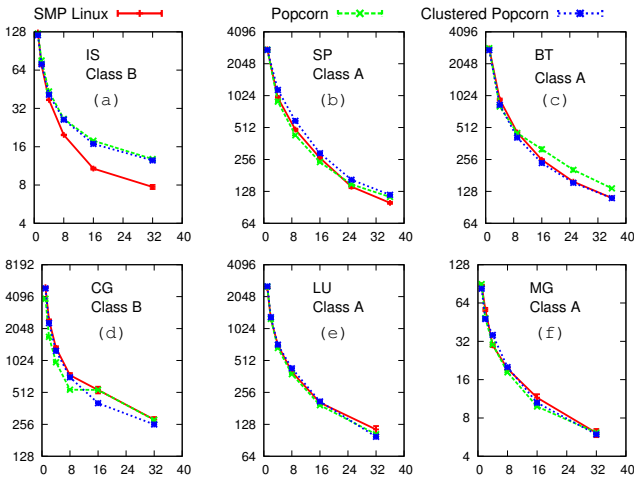 SMP Linux Popcorn Clustered Popcorn
128
64
32
16
8
4
0 8 16 24 32 40
IS
Class B
(a)
4096
2048
1024
512
256
128
64
0 8 16 24 32 40
SP
Class A
(b)
4096
2048
1024
512
256
128
64
0 8 16 24 32 40
BT
Class A
(c)
8192
4096
2048
1024
512
256
128
0 8 16 24 32 40
CG
Class B
(d)
4096
2048
1024
512
256
128
64
0 8 16 24 32 40
LU
Class A
(e)
128
64
32
16
8
4
0 8 16 24 32 40
MG
Class A
(f)